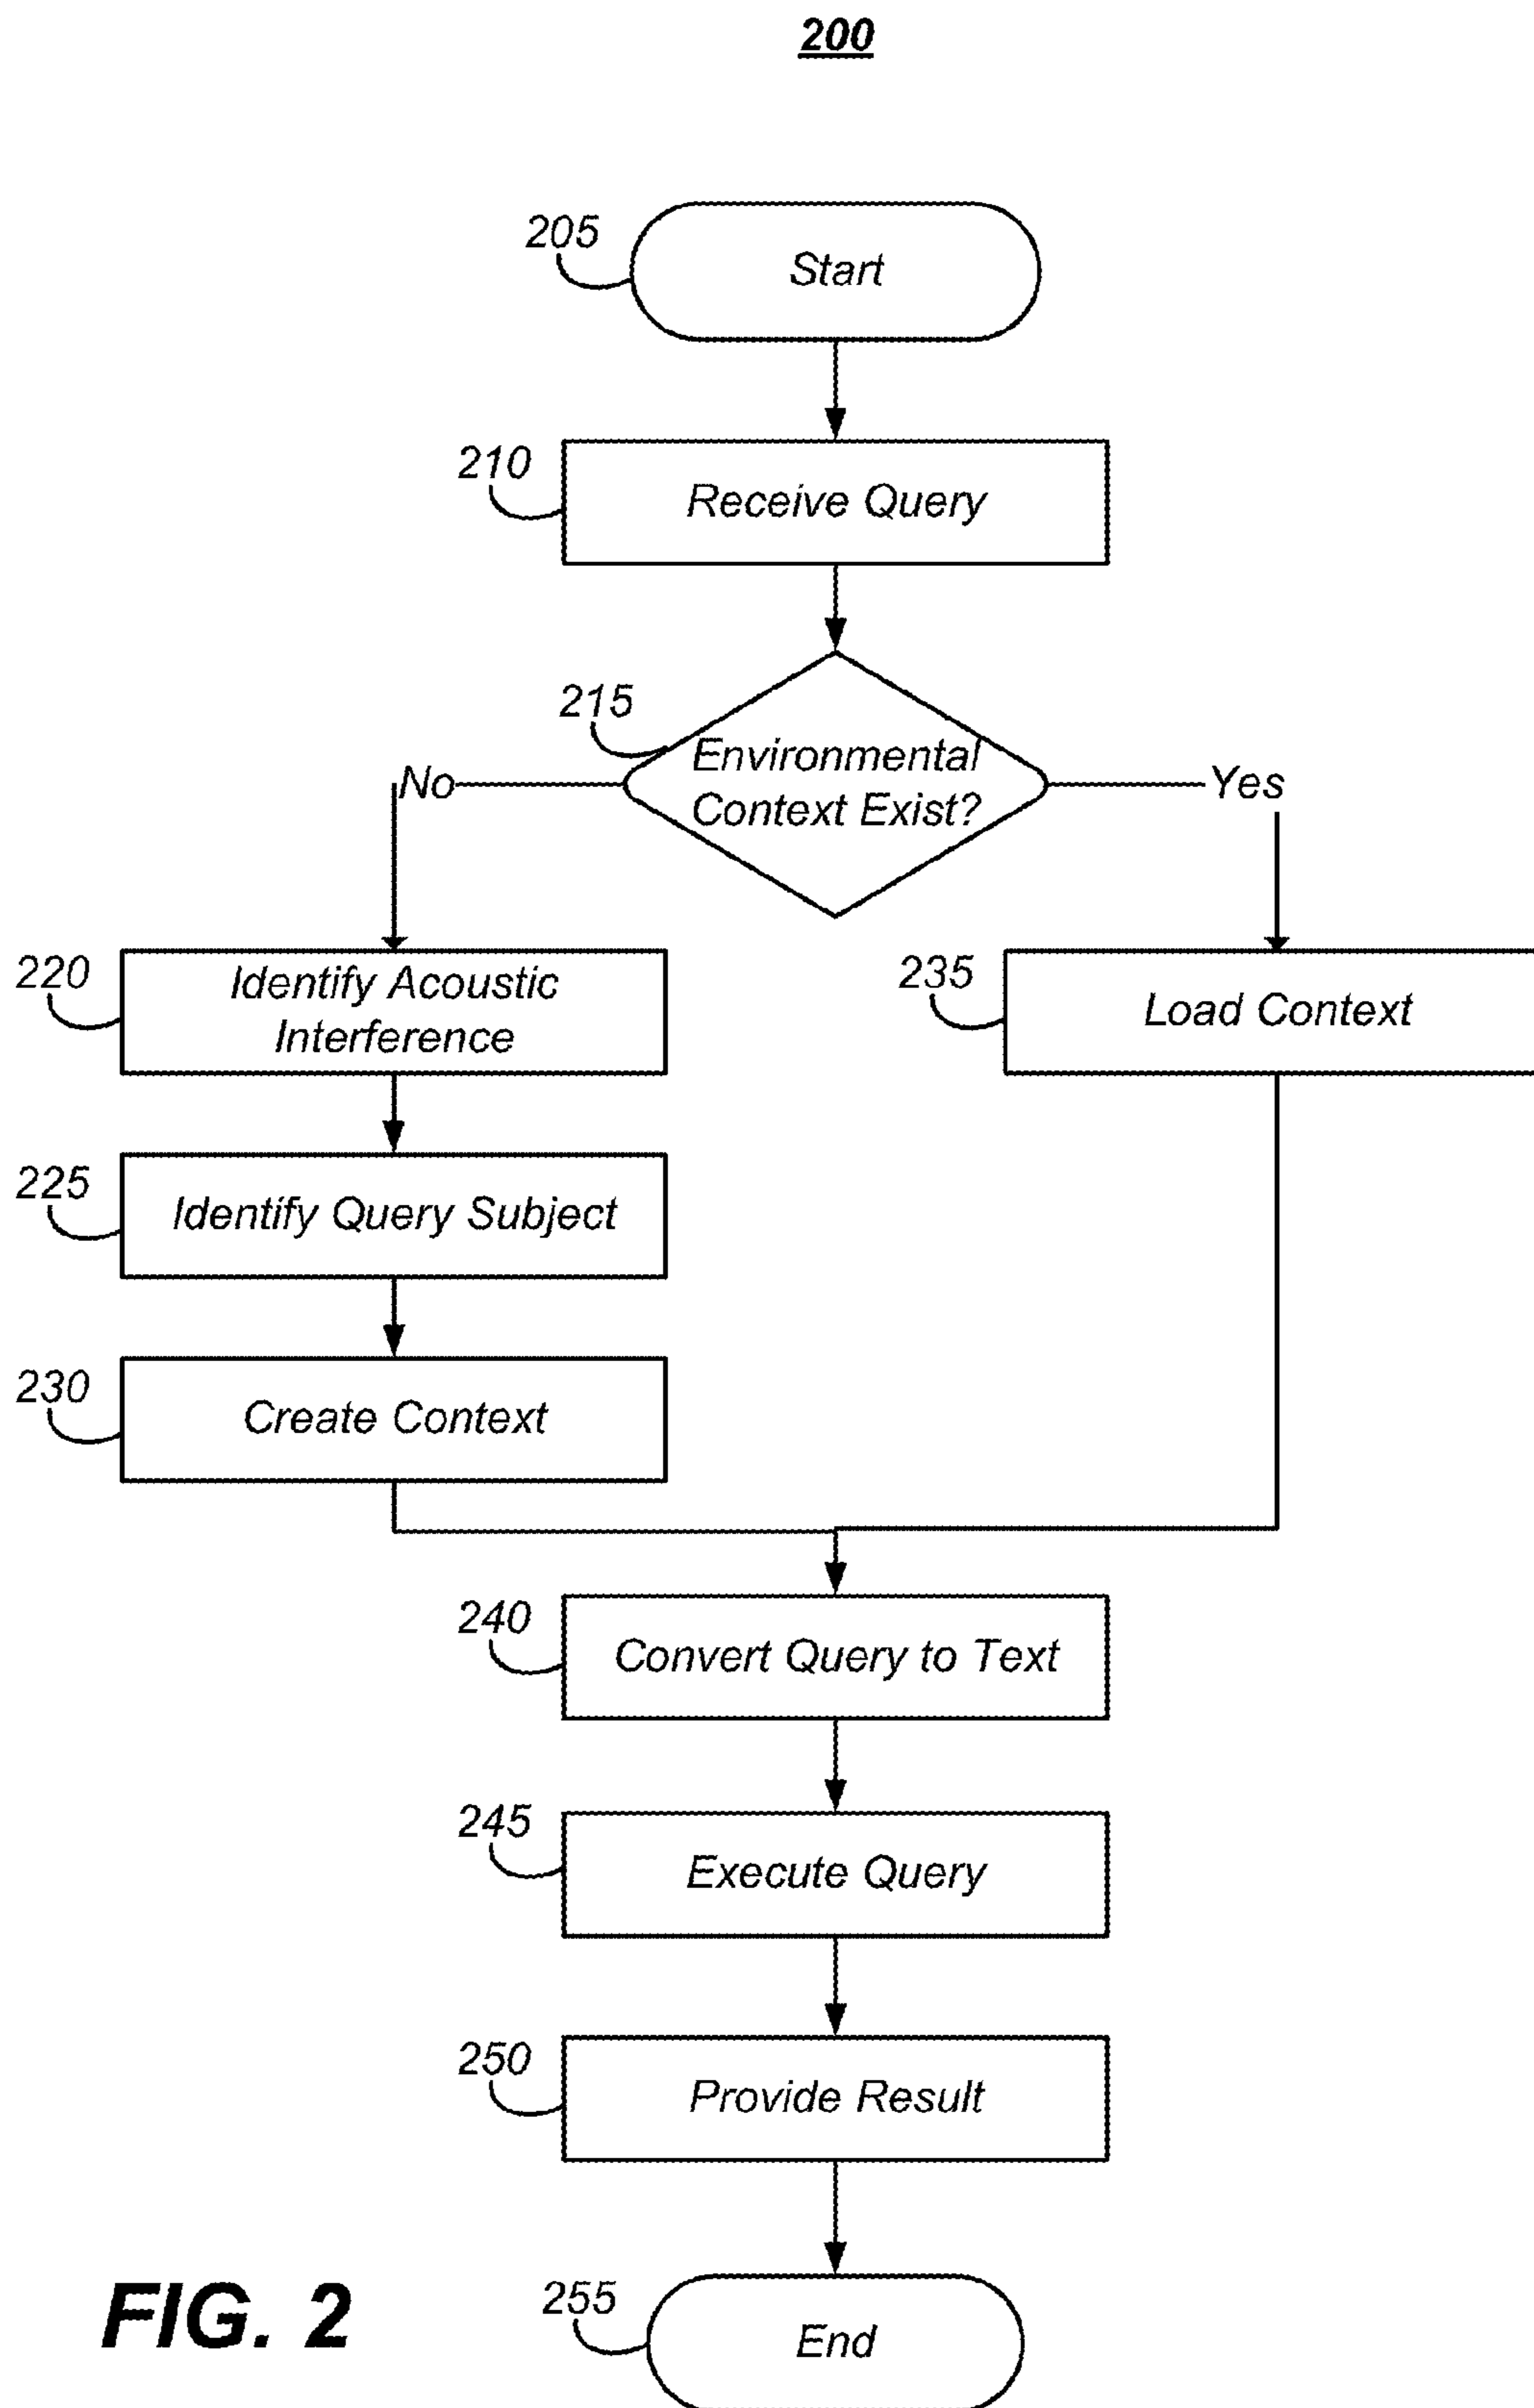 200
205
Start
210
Receive Query
215
Environmental
Context Exist?
No
Yes
220
Identify Acoustic
Interference
235
Load Context
225
Identify Query Subject
230
Create Context
240
Convert Query to Text
245
Execute Query
250
Provide Result
255
End
FIG. 2